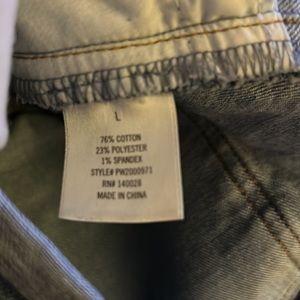 L
76% COTTON
23% POLYESTER
1% SPANDEX
STYLE# PW2000971
RN# 140028
MADE IN CHINA